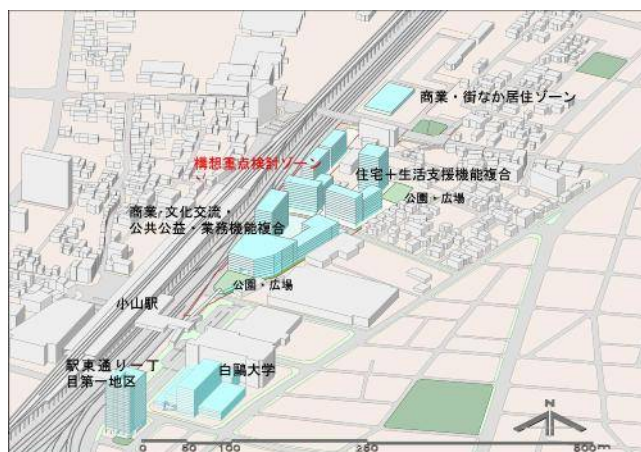 商業・街なか居住ゾーン
構想重点検討ゾーン
住宅＋生活支援機能複合
公園・広場
商業・文化交流・
公共公益・業務機能複合
公園・広場
小山駅
駅東通り一丁
目第一地区
白鷗大学
N
0 50 100 250 500m